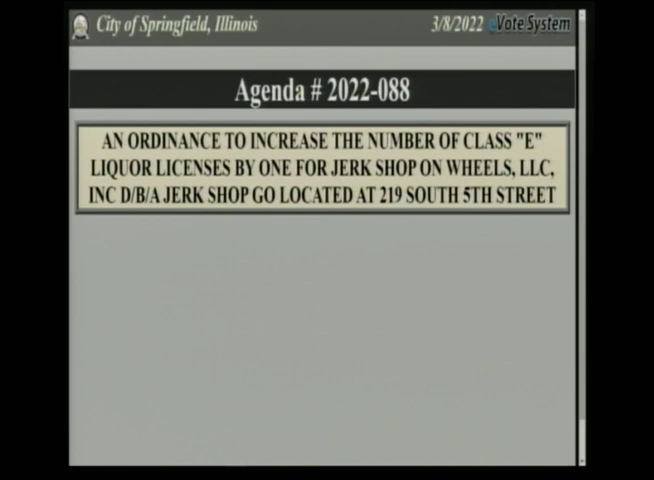 City of Springfield, Illinois
3/8/2022 eVote System
Agenda # 2022-088
AN ORDINANCE TO INCREASE THE NUMBER OF CLASS "E"
LIQUOR LICENSES BY ONE FOR JERK SHOP ON WHEELS, LLC,
INC D/B/A JERK SHOP GO LOCATED AT 219 SOUTH 5TH STREET